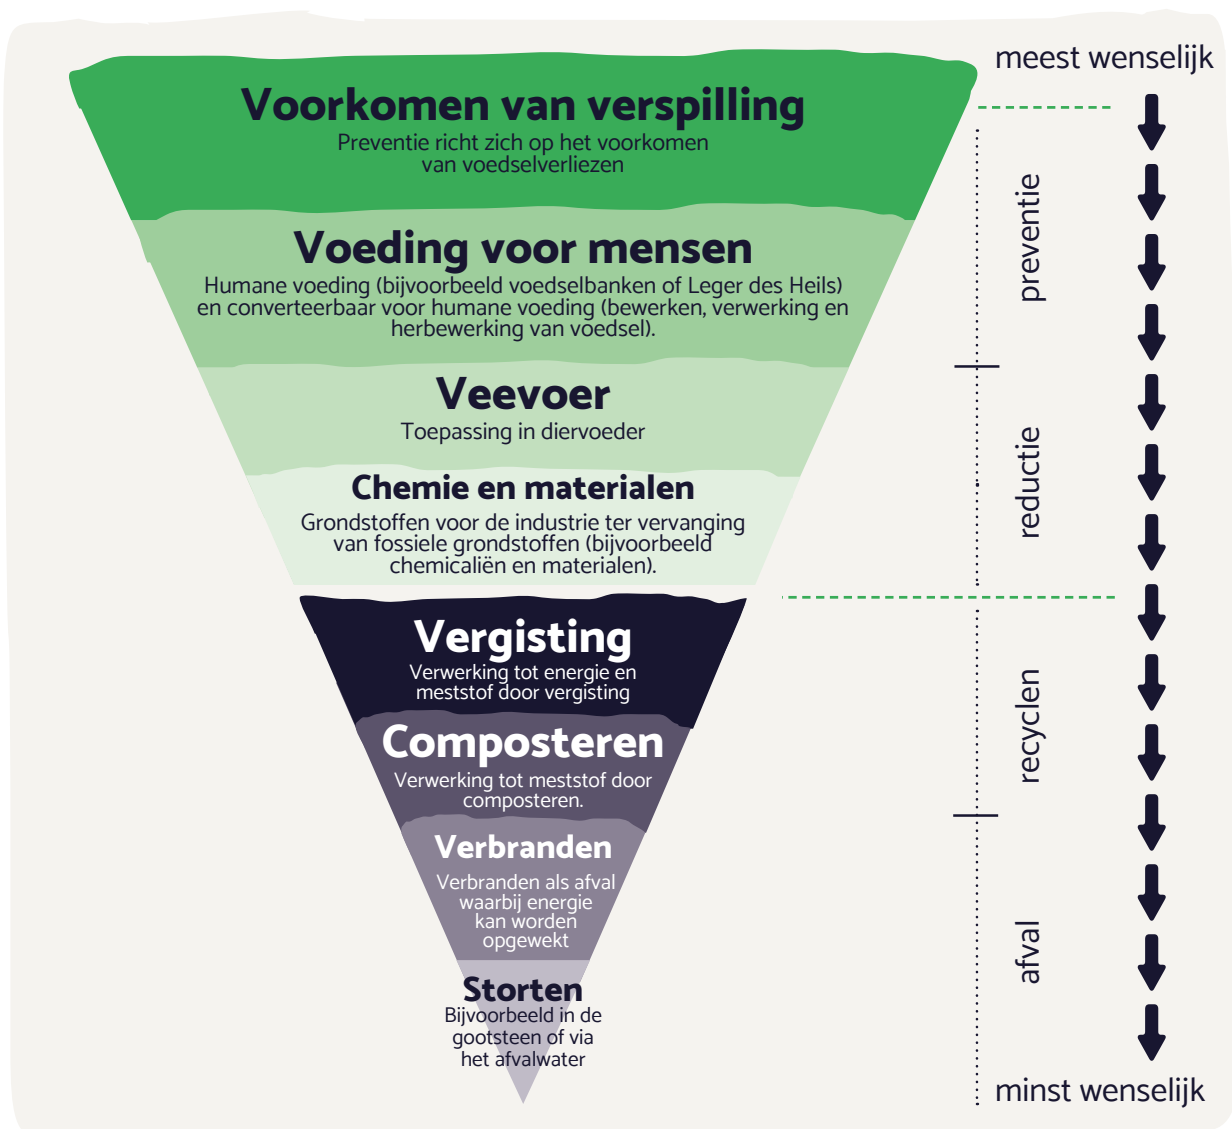 meest wenselijk
Voorkomen van verspilling
Preventie richt zich op het voorkomen
van voedselverliezen
preventie
Voeding voor mensen
Humane voeding (bijvoorbeeld voedselbanken of Leger des Heils)
en converteerbaar voor humane voeding (bewerken, verwerking en
herbewerking van voedsel).
Veevoer
Toepassing in diervoeder
reductie
Chemie en materialen
Grondstoffen voor de industrie ter vervanging
van fossiele grondstoffen (bijvoorbeeld
chemicaliën en materialen).
Vergisting
Verwerking tot energie en
meststof door vergisting
recyclen
Composteren
Verwerking tot meststof door
composteren.
Verbranden
Verbranden als afval
waarbij energie
kan worden
opgewekt
afval
Storten
Bijvoorbeeld in de
gootsteen of via
het afvalwater
minst wenselijk